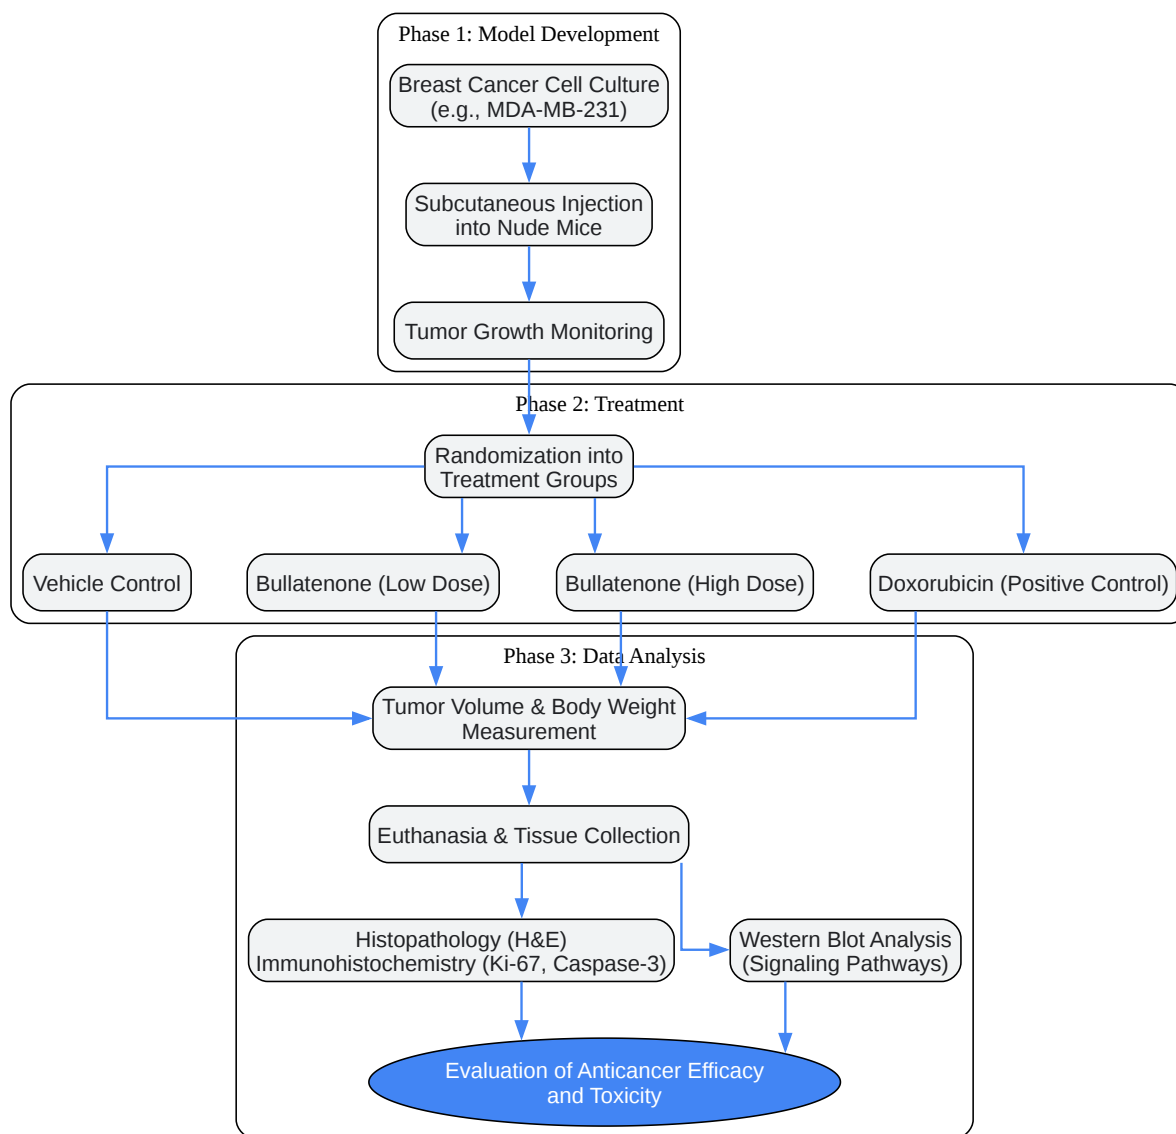 Phase 1: Model Development
Breast Cancer Cell Culture
(e.g., MDA-MB-231)
Subcutaneous Injection
into Nude Mice
Tumor Growth Monitoring
Phase 2: Treatment
Randomization into
Treatment Groups
Vehicle Control
Bullatenone (Low Dose)
Bullatenone (High Dose)
Doxorubicin (Positive Control)
Phase 3: Data Analysis
Tumor Volume & Body Weight
Measurement
Euthanasia & Tissue Collection
Histopathology (H&E)
Immunohistochemistry (Ki-67, Caspase-3)
Western Blot Analysis
(Signaling Pathways)
Evaluation of Anticancer Efficacy
and Toxicity